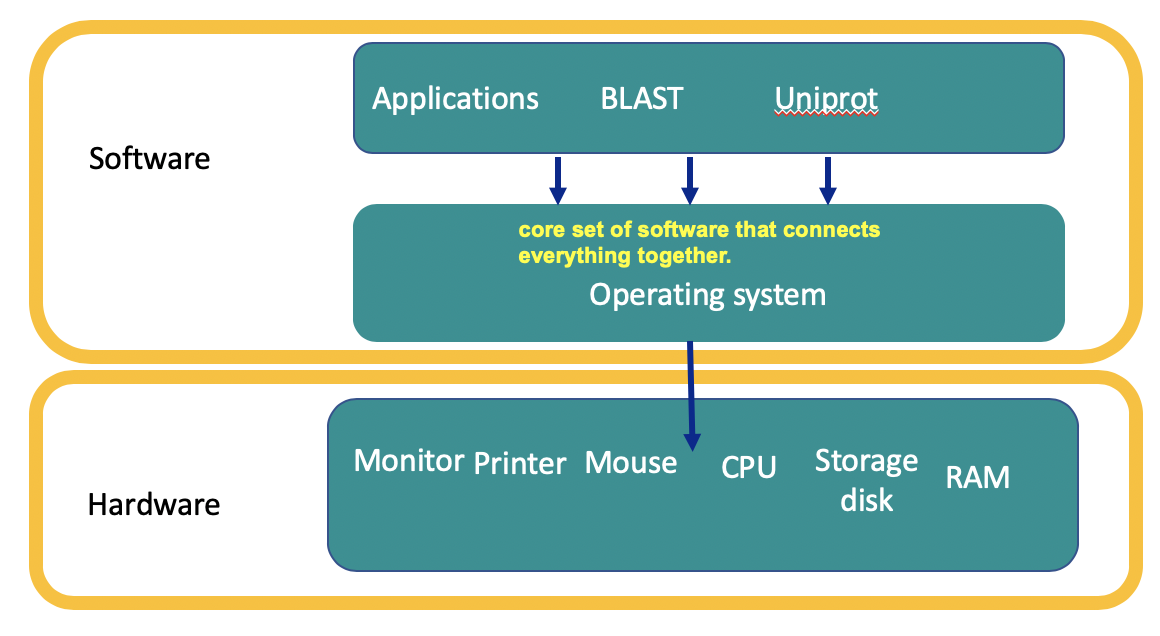 Applications BLAST Uniprot
Software
core set of software that connects
everything together.
Operating system
Monitor Printer Mouse CPU Storage
disk RAM
Hardware